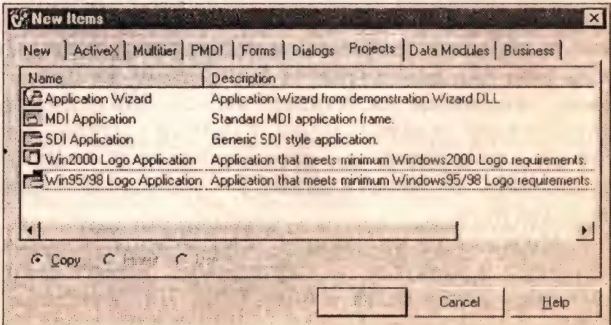 New Items
New ActiveX Multitier PMDI Forms Dialogs Projects Data Modules Business
Name Description
Application Wizard Application Wizard from demonstration Wizard DLL
MDI Application Standard MDI application frame.
SDI Application Generic SDI style application.
Win2000 Logo Application Application that meets minimum Windows2000 Logo requirements.
Win95/98 Logo Application Application that meets minimum Windows95/98 Logo requirements.
Copy
Cancel Help